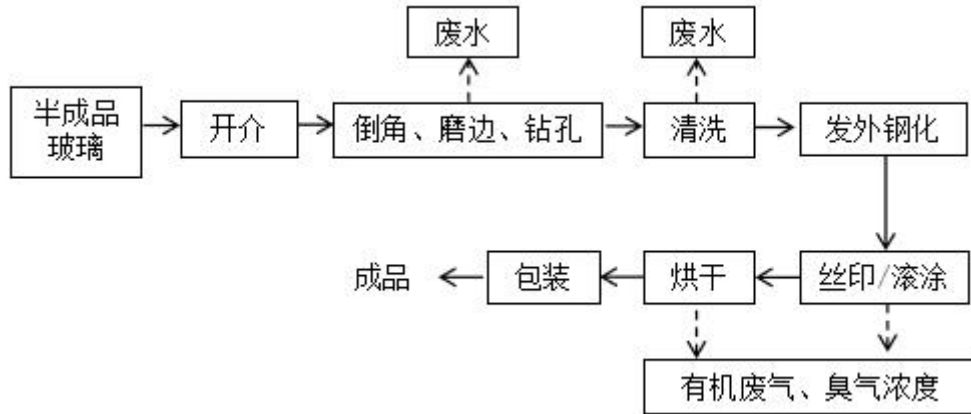 废水
废水
半成品
玻璃
开介
倒角、磨边、钻孔
清洗
发外钢化
成品
包装
烘干
丝印/滚涂
有机废气、臭气浓度